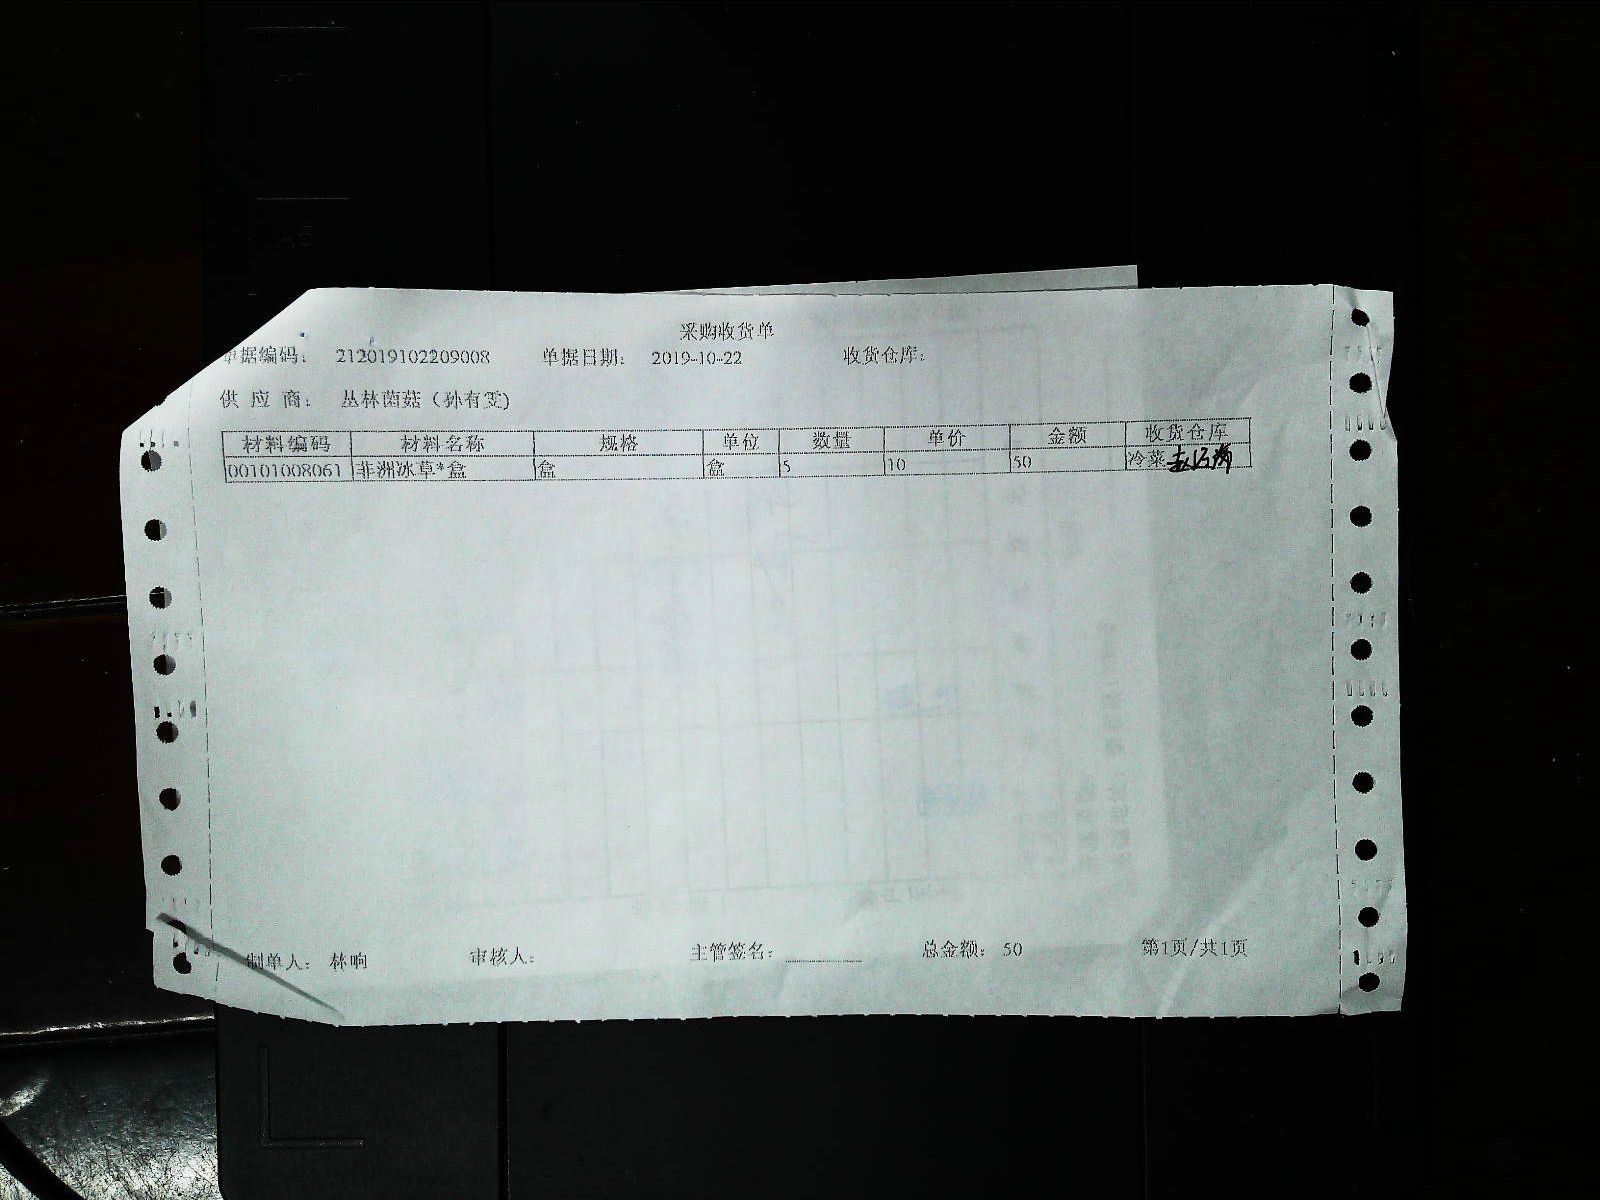 采购收货单
单据编码： 212019102209008 单据日期： 2019-10-22 收货仓库：
供 应 商： 丛林菌菇（孙有雯)
材料编码 材料名称 规格 单位 数量 单价 金额 收货仓库
00101008061 非洲冰草*盒 盒 盒 5 10 50 冷菜
制单人： 林响 审核人： 主管签名： ________ 总金额： 50 第1页/共1页